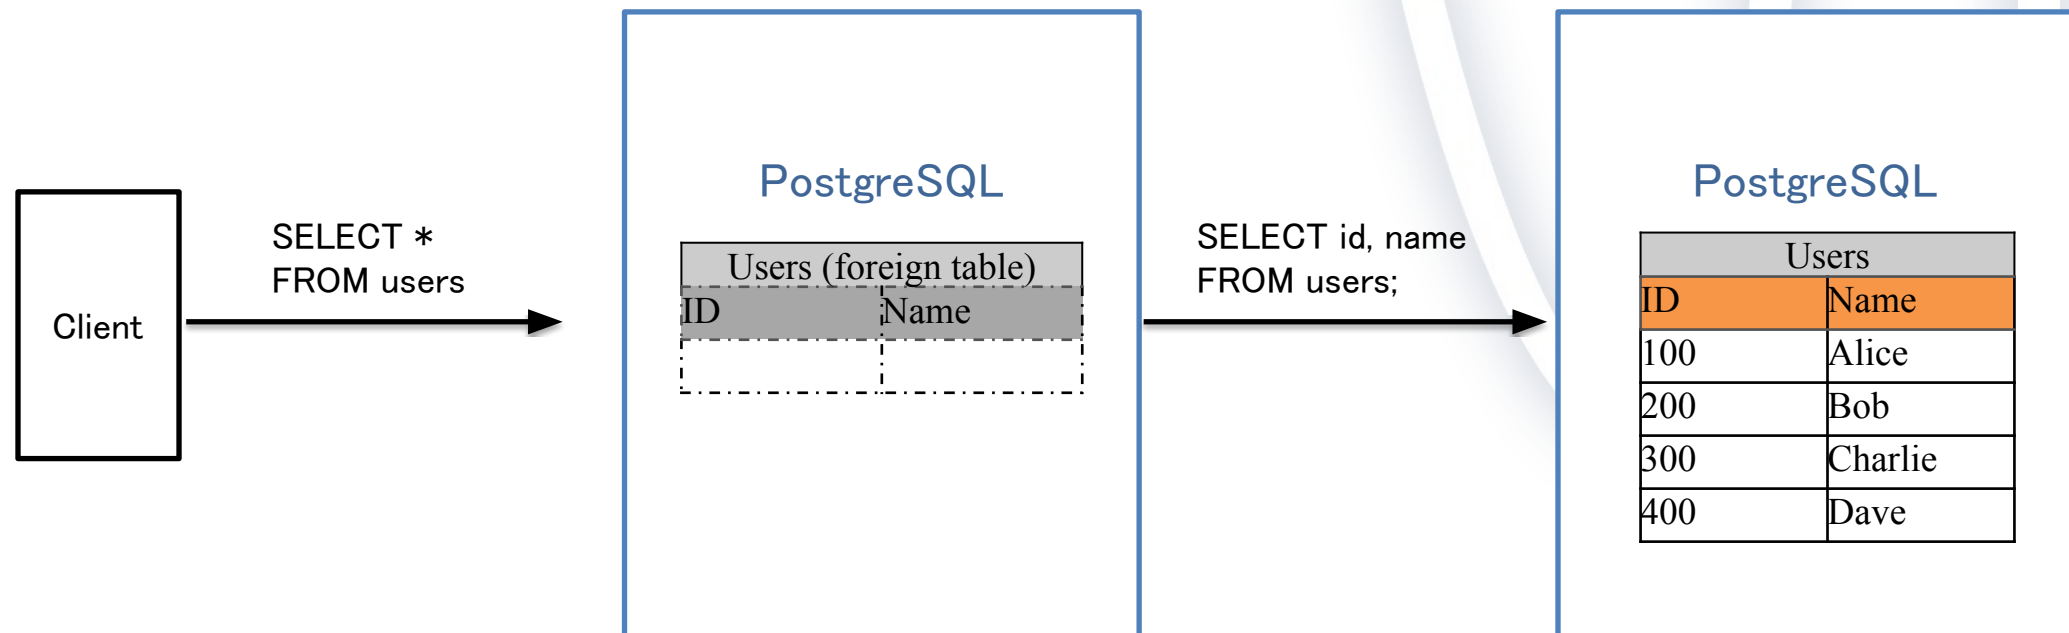 Client
SELECT *
FROM users
PostgreSQL
Users (foreign table)
ID Name
SELECT id, name
FROM users;
PostgreSQL
Users
ID Name
100 Alice
200 Bob
300 Charlie
400 Dave